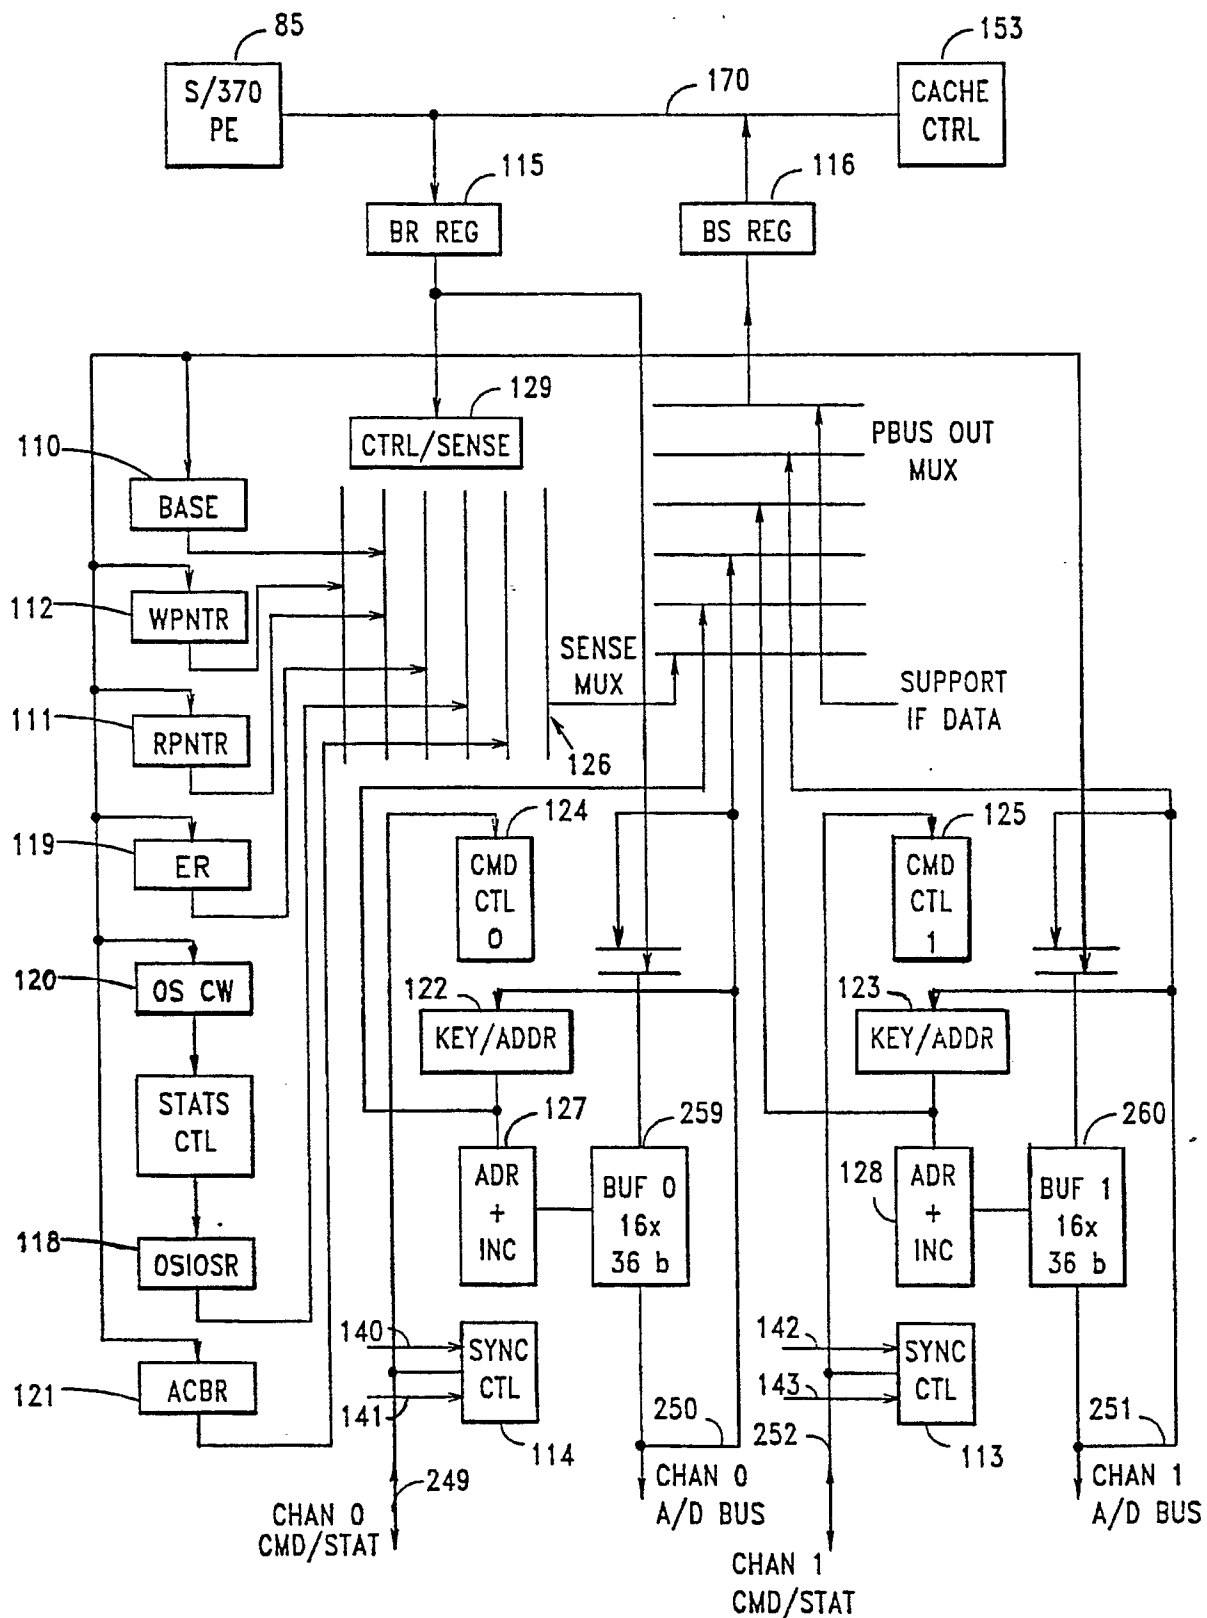 85
153
S/370
PE
170
CACHE
CTRL
115
116
BR REG
BS REG
129
CTRL/SENSE
PBUS OUT
MUX
110
BASE
112
WPNTR
SENSE
MUX
SUPPORT
IF DATA
111
RPNTR
126
124
125
119
ER
CMD
CTL
0
CMD
CTL
1
120
OS CW
122
123
KEY/ADDR
KEY/ADDR
STATS
CTL
127
259
128
260
ADR
+
INC
BUF 0
16x
36 b
ADR
+
INC
BUF 1
16x
36 b
118
OSIOSR
140
SYNC
CTL
141
142
SYNC
CTL
143
121
ACBR
114
250
252
113
251
249
CHAN 0
CMD/STAT
CHAN 0
A/D BUS
CHAN 1
A/D BUS
CHAN 1
CMD/STAT